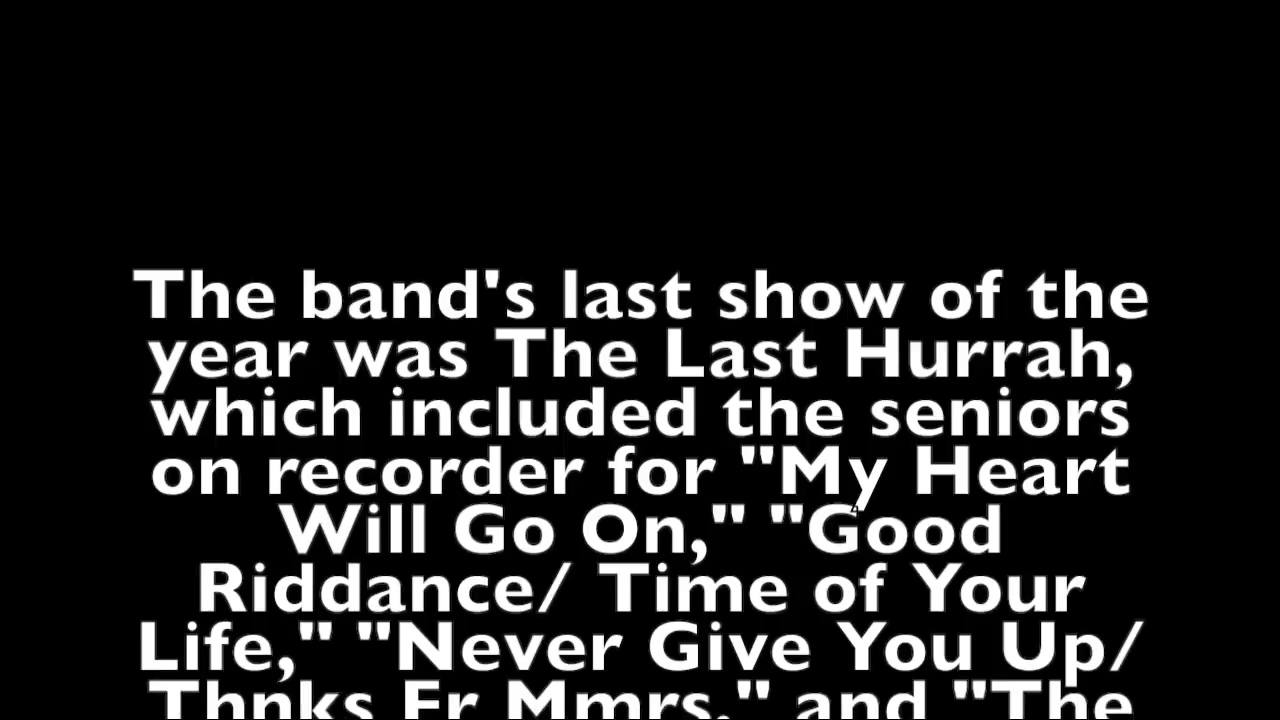 The band's last show of the
year was The Last Hurrah,
which included the seniors
on recorder for "My Heart
Will Go On," "Good
Riddance/ Time of Your
Life," "Never Give You Up/
Thnks Fr Mmrs," and "The